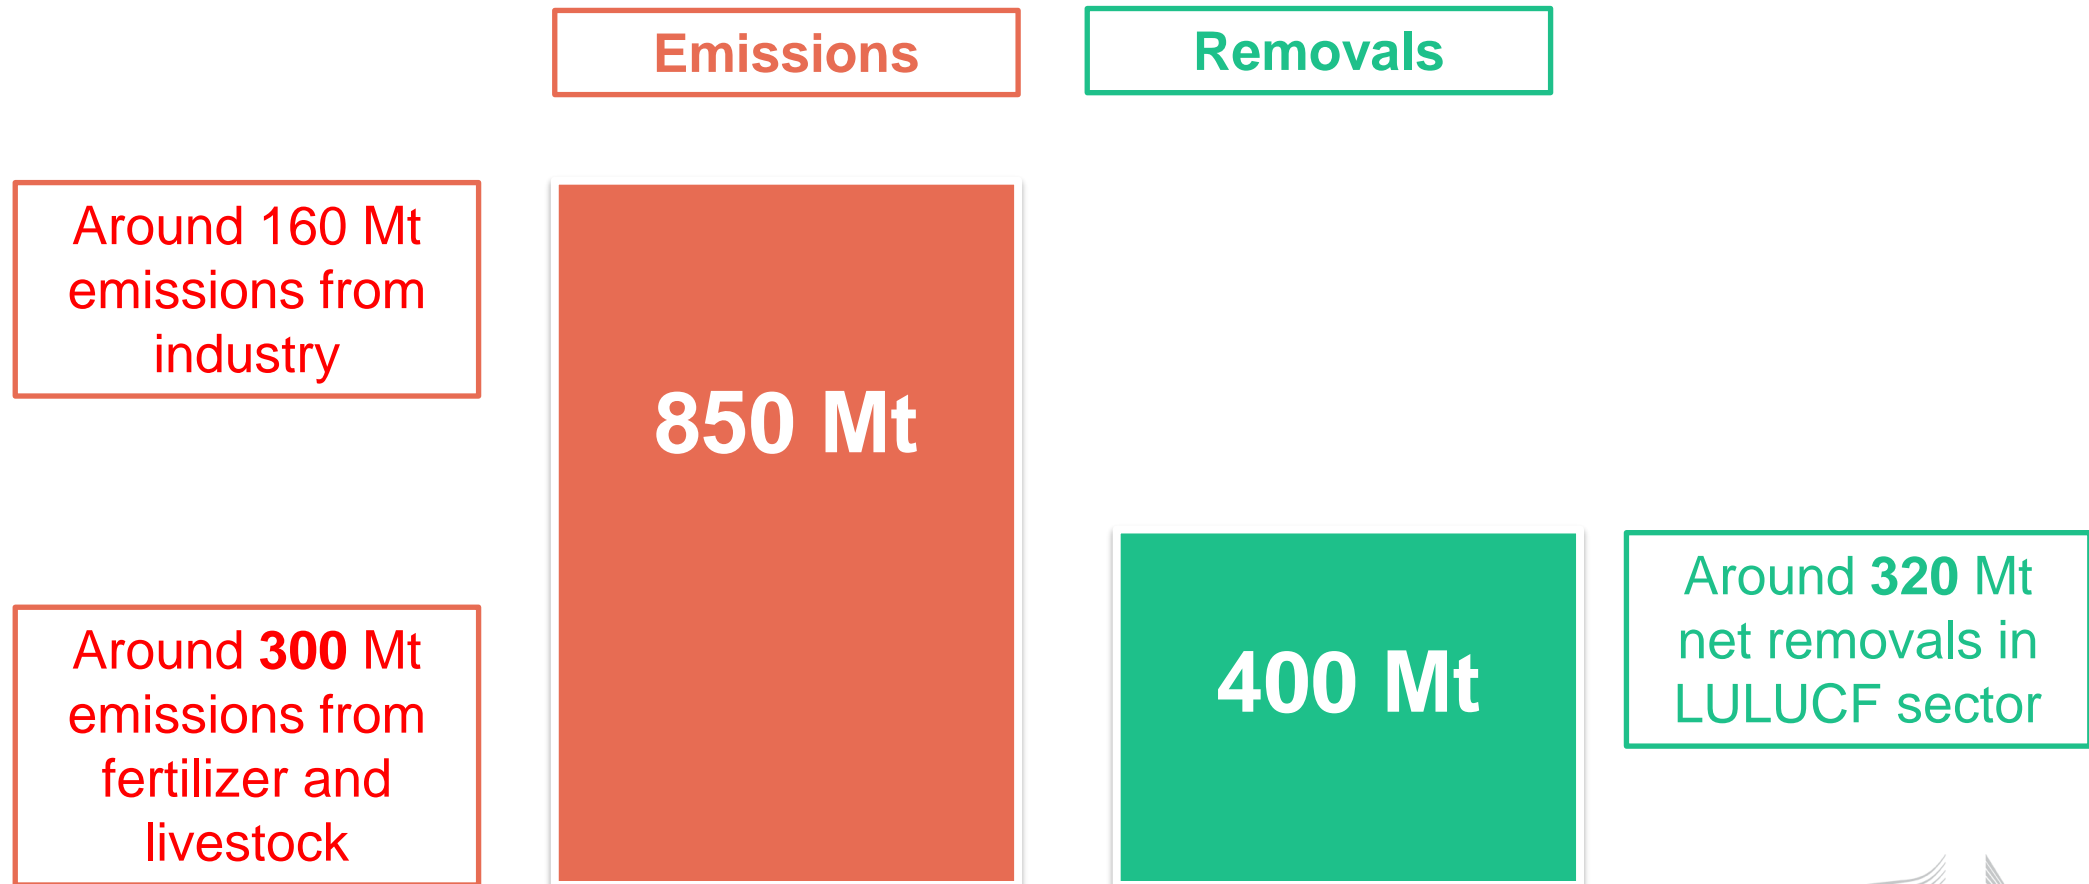 Emissions
Removals
Around 160 Mt
emissions from
industry
850 Mt
Around 300 Mt
emissions from
fertilizer and
livestock
400 Mt
Around 320 Mt
net removals in
LULUCF sector